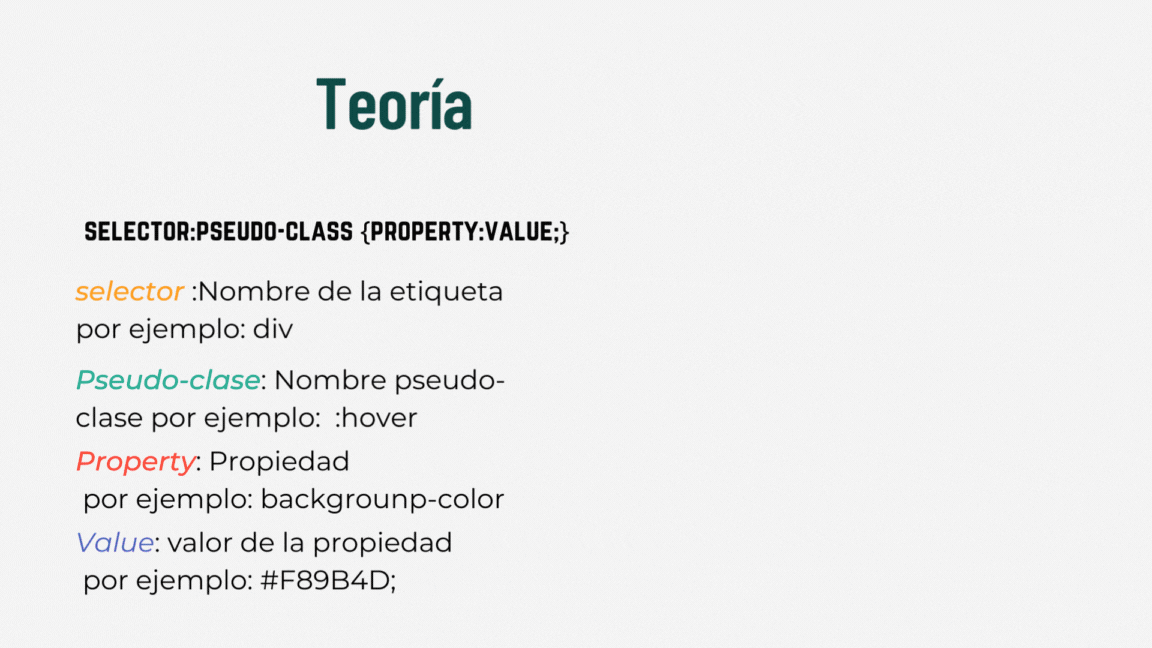 Teoría
SELECTOR:PSEUDO-CLASS {PROPERTY:VALUE;}
selector :Nombre de la etiqueta
por ejemplo: div
Pseudo-clase: Nombre pseudo-
clase por ejemplo:  :hover
Property: Propiedad
por ejemplo: backgrounp-color
Value: valor de la propiedad
por ejemplo: #F89B4D;